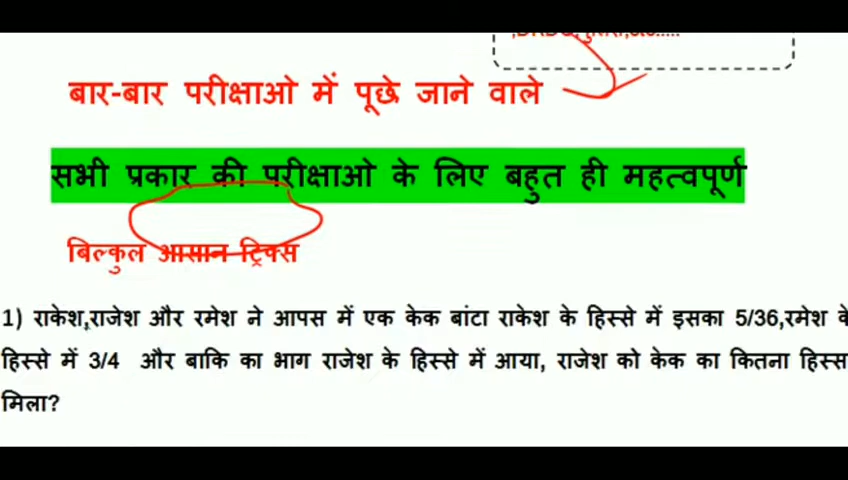 बार-बार परीक्षाओ में पूछे जाने वाले
सभी प्रकार की परीक्षाओ के लिए बहुत ही महत्वपूर्ण
बिल्कुल आसान ट्रिक्स
1) राकेश,राजेश और रमेश ने आपस में एक केक बांटा राकेश के हिस्से में इसका 5/36,रमेश के
हिस्से में 3/4 और बाकि का भाग राजेश के हिस्से में आया, राजेश को केक का कितना हिस्स
मिला?